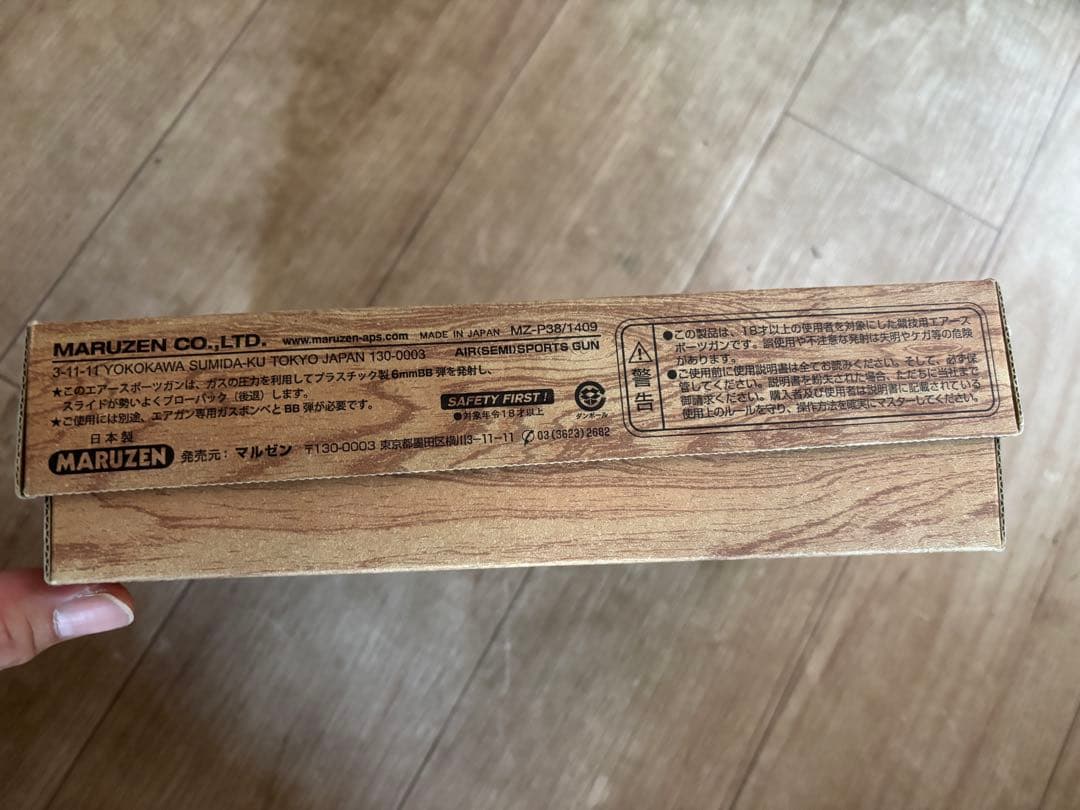 MARUZEN CO.,LTD. www.maruzen-aps.com MADE IN JAPAN MZ-P38/1409
3-11-11 YOKOKAWA SUMIDA-KU TOKYO JAPAN 130-0003 AIR(SEMI)SPORTS GUN
★このエアースポーツガンは、ガスの圧力を利用してプラスチック製6mmBB弾を発射し、
スライドが勢いよくブローバック（後退）します。
★ご使用には別途、エアガン専用ガスボンベとBB弾が必要です。
SAFETY FIRST !
●対象年令18才以上
ダンボール
日本製
MARUZEN 発売元：マルゼン 〒130-0003 東京都墨田区横川3-11-11 ✆03(3623)2682
警告
●この製品は、18才以上の使用者を対象にした競技用エアース
ポーツガンです。誤使用や不注意な発射は失明やケガ等の危険
があります。
●ご使用前に使用説明書は全てお読みください。そして、必ず保
管してください。説明書を紛失された場合、ただちに当社まで
御請求ください。購入者及び使用者は説明書に記載されている
使用上のルールを守り、操作方法を確実にマスターしてください。